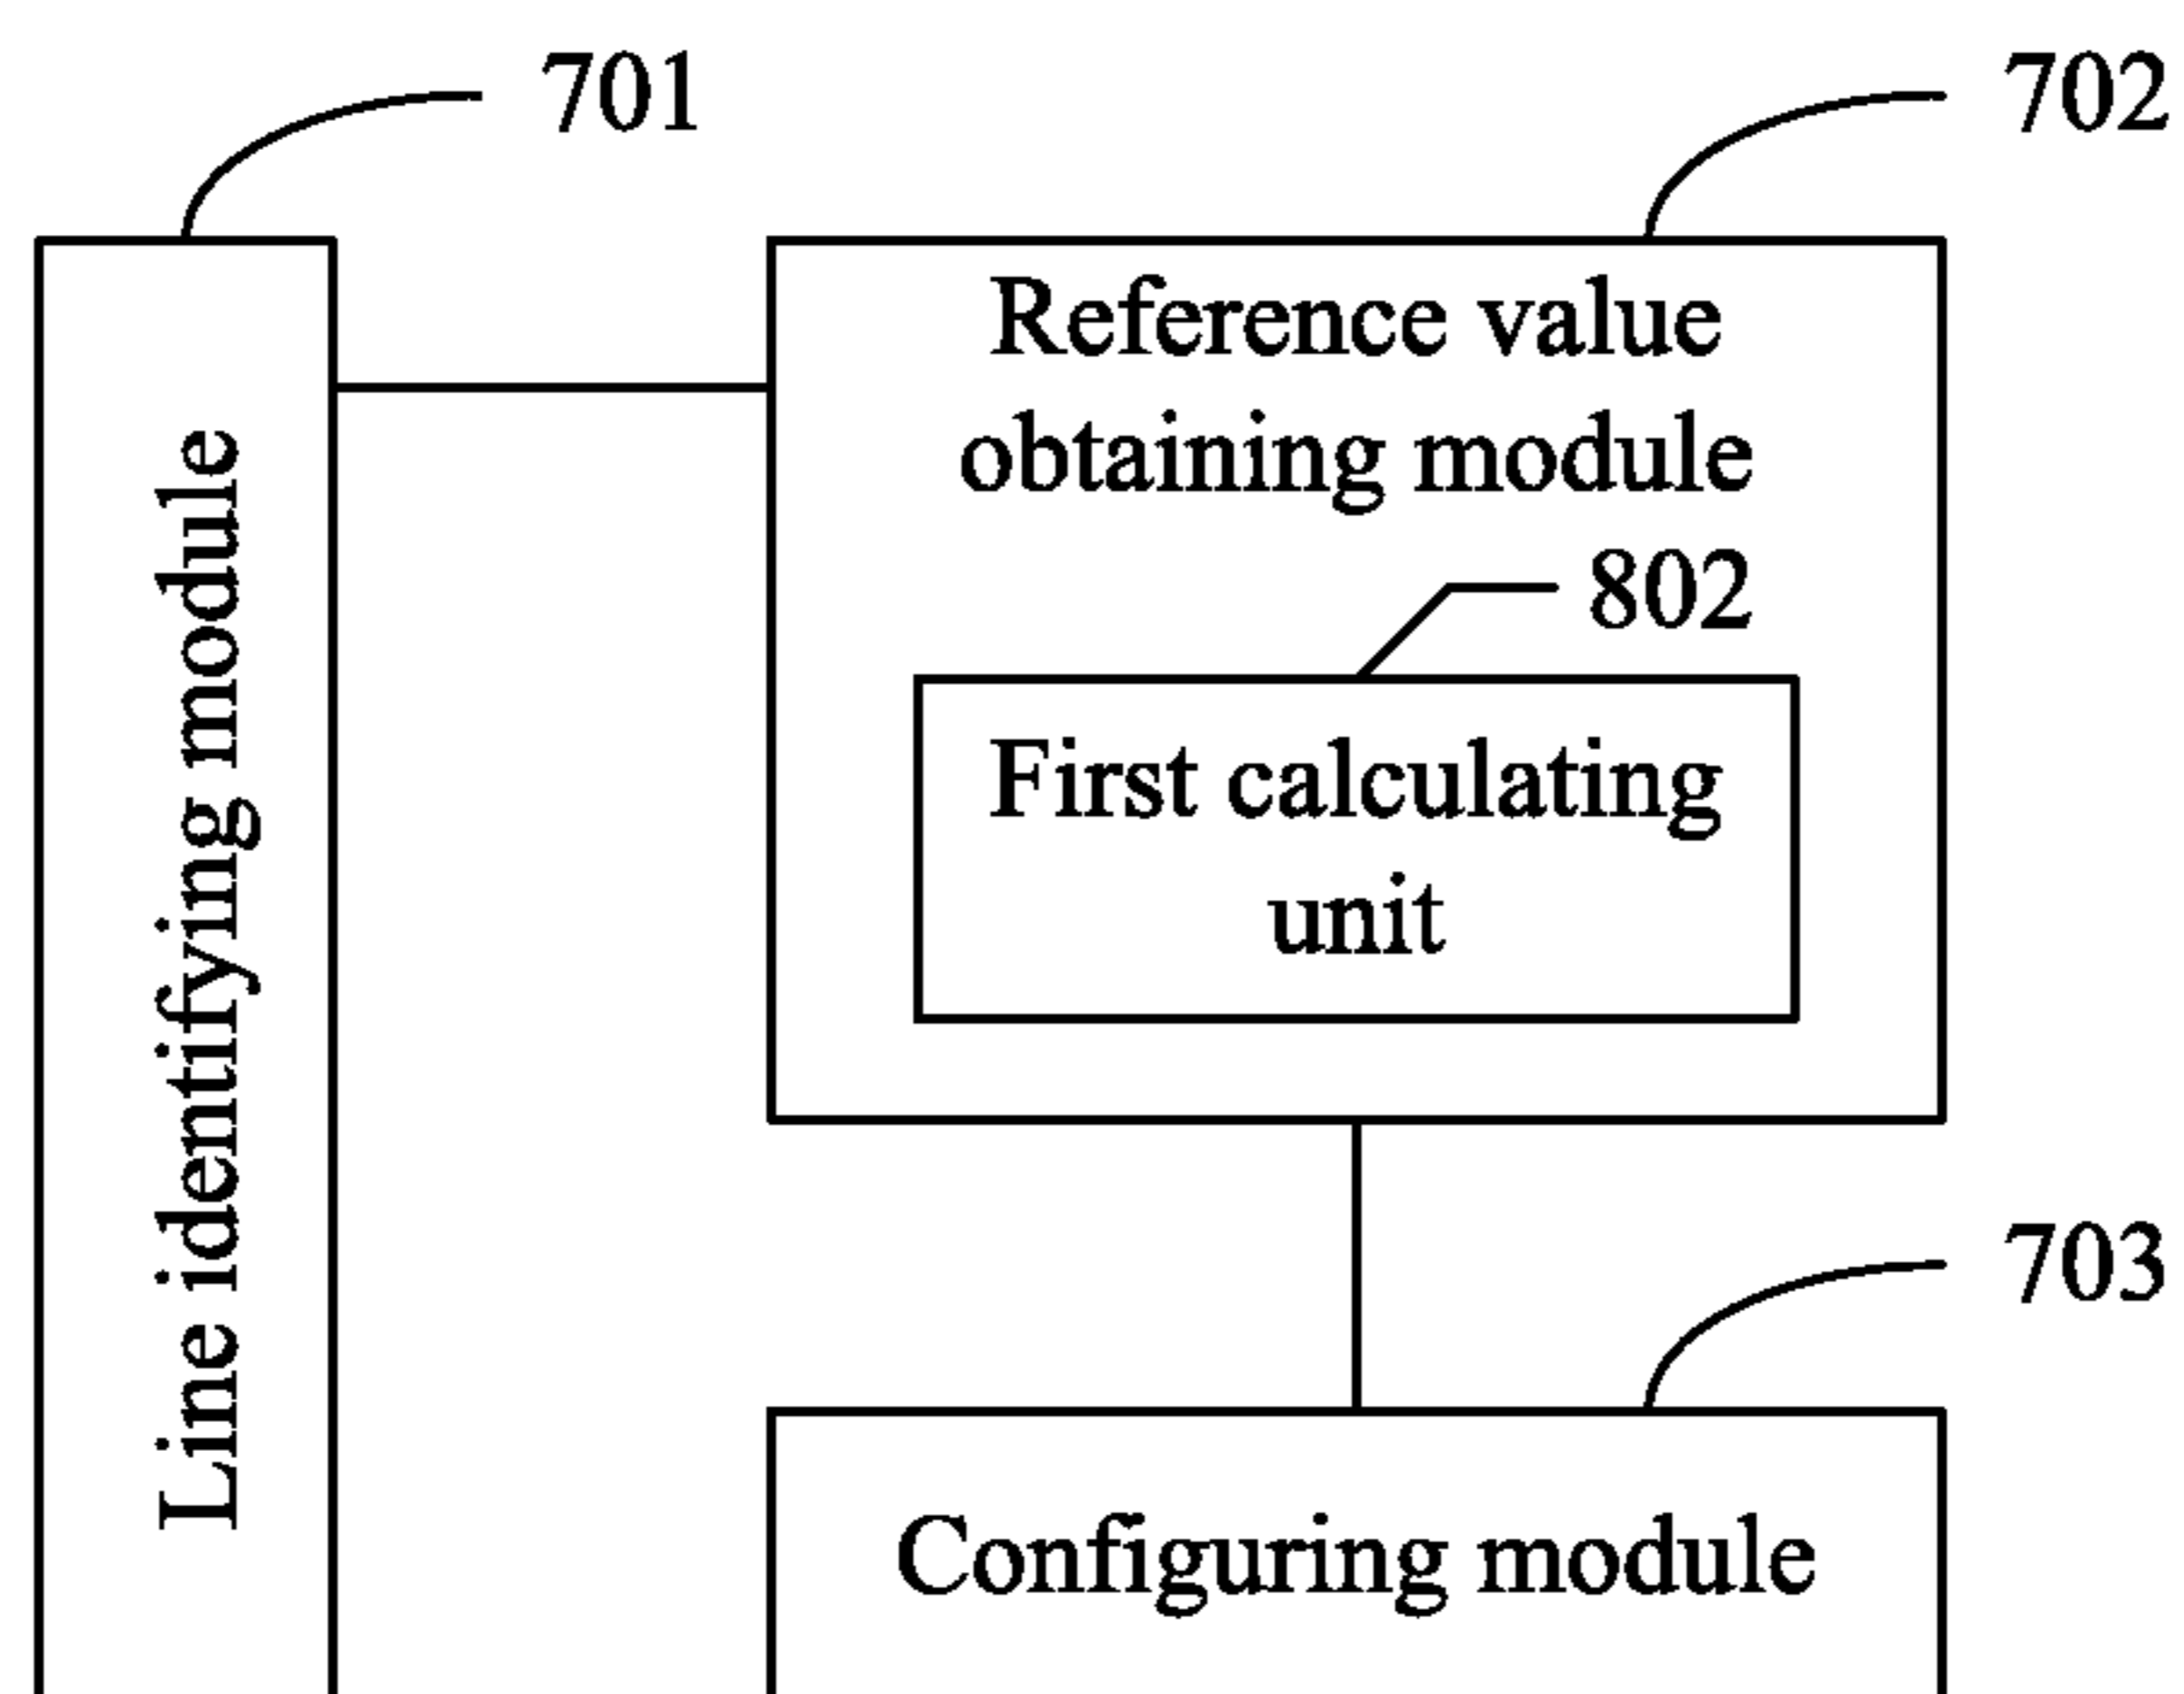 701
702
Line identifying module
Reference value
obtaining module
802
First calculating
unit
703
Configuring module